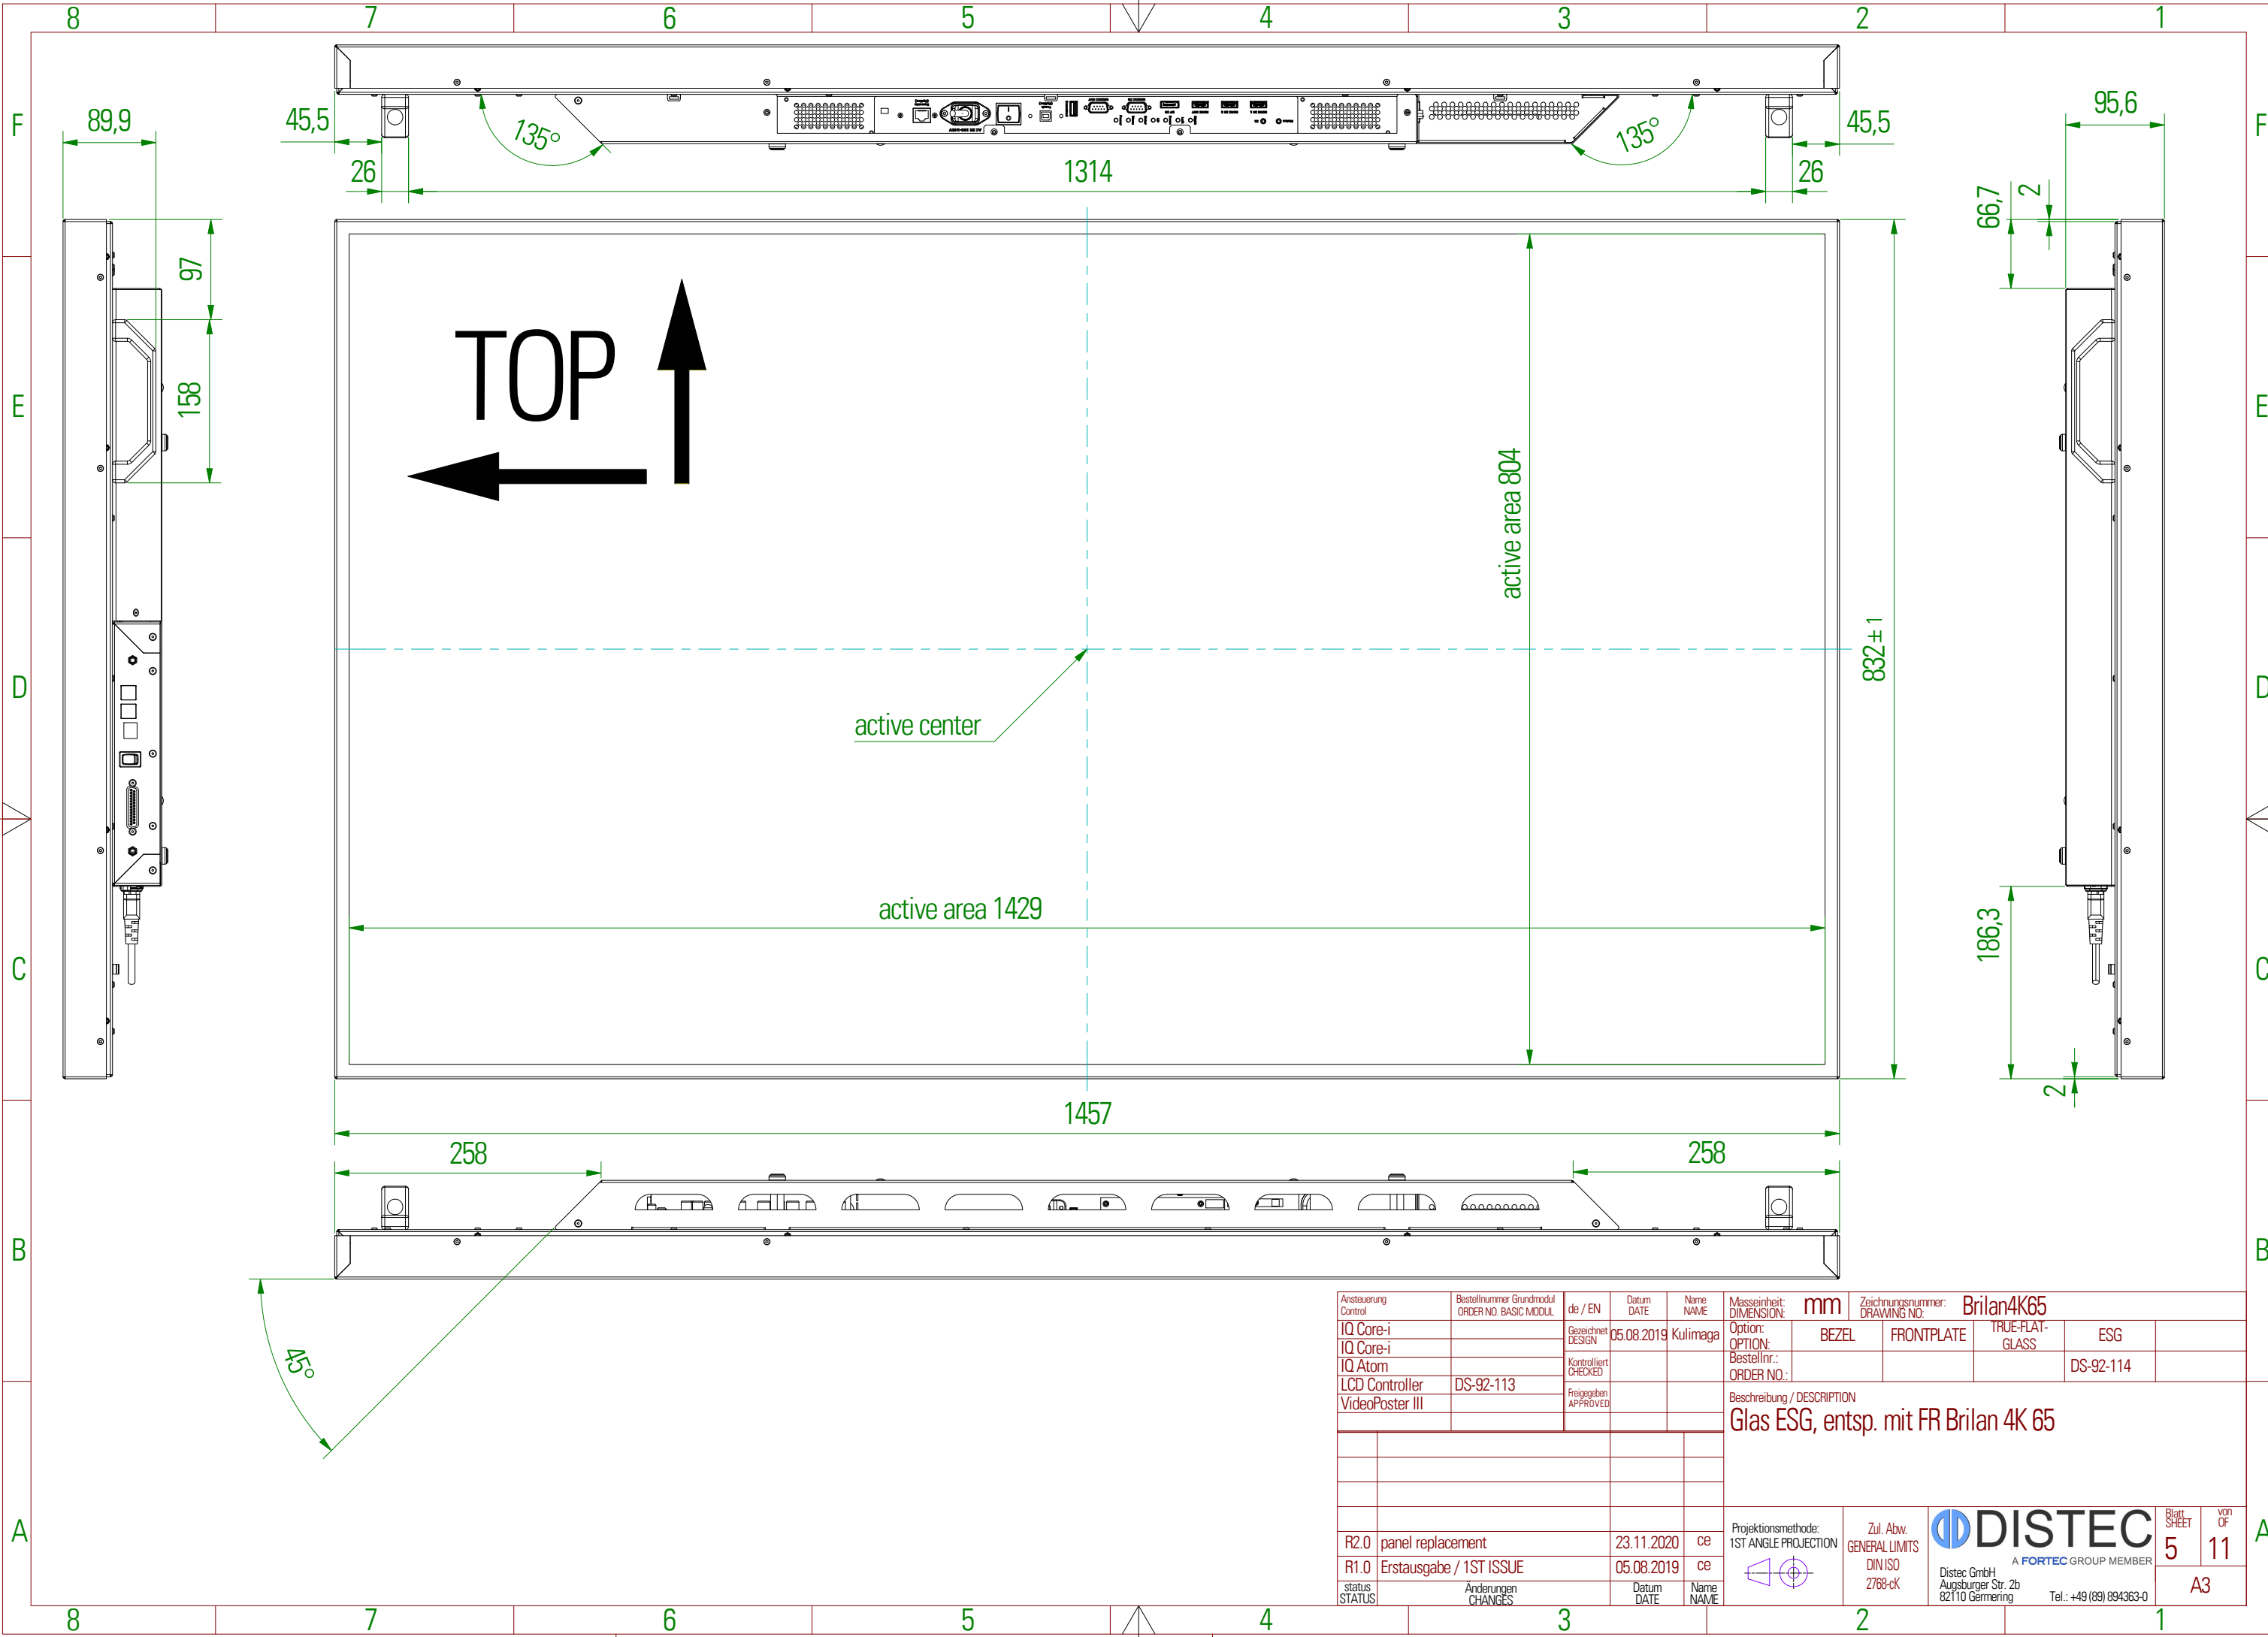 8 7 6 5 4 3 2 1
F F
89,9
45,5
135°
135°
45,5
95,6
26
1314
26
66,7
2
97
E E
TOP
158
active area 804
832±1
D D
active center
active area 1429
186,3
C C
2
1457
258
258
B B
45°
Ansteuerung
Control
Bestellnummer Grundmodul
ORDER NO. BASIC MODUL
de / EN
Datum
DATE
Name
NAME
Masseinheit:
DIMENSION:
mm
Zeichnungsnummer:
DRAWING NO:
Brilan4K65
IQ Core-i
IQ Core-i
IQ Atom
LCD Controller DS-92-113
VideoPoster III
Gezeichnet
DESIGN
05.08.2019 Kulimaga
Kontrolliert
CHECKED
Freigegeben
APPROVED
Option:
OPTION:
BEZEL
FRONTPLATE
TRUE-FLAT-
GLASS
ESG
Bestellnr.:
ORDER NO.:
DS-92-114
Beschreibung / DESCRIPTION
Glas ESG, entsp. mit FR Brilan 4K 65
A A
R2.0 panel replacement 23.11.2020 ce
R1.0 Erstausgabe / 1ST ISSUE 05.08.2019 ce
status
STATUS
Änderungen
CHANGES
Datum
DATE
Name
NAME
Projektionsmethode:
1ST ANGLE PROJECTION
Zul. Abw.
GENERAL LIMITS
DIN ISO
2768-cK
DISTEC
A FORTEC GROUP MEMBER
Distec GmbH
Augsburger Str. 2b
82110 Germering Tel.: +49 (89) 894363-0
Blatt
SHEET
5
von
OF
11
A3
8 7 6 5 4 3 2 1